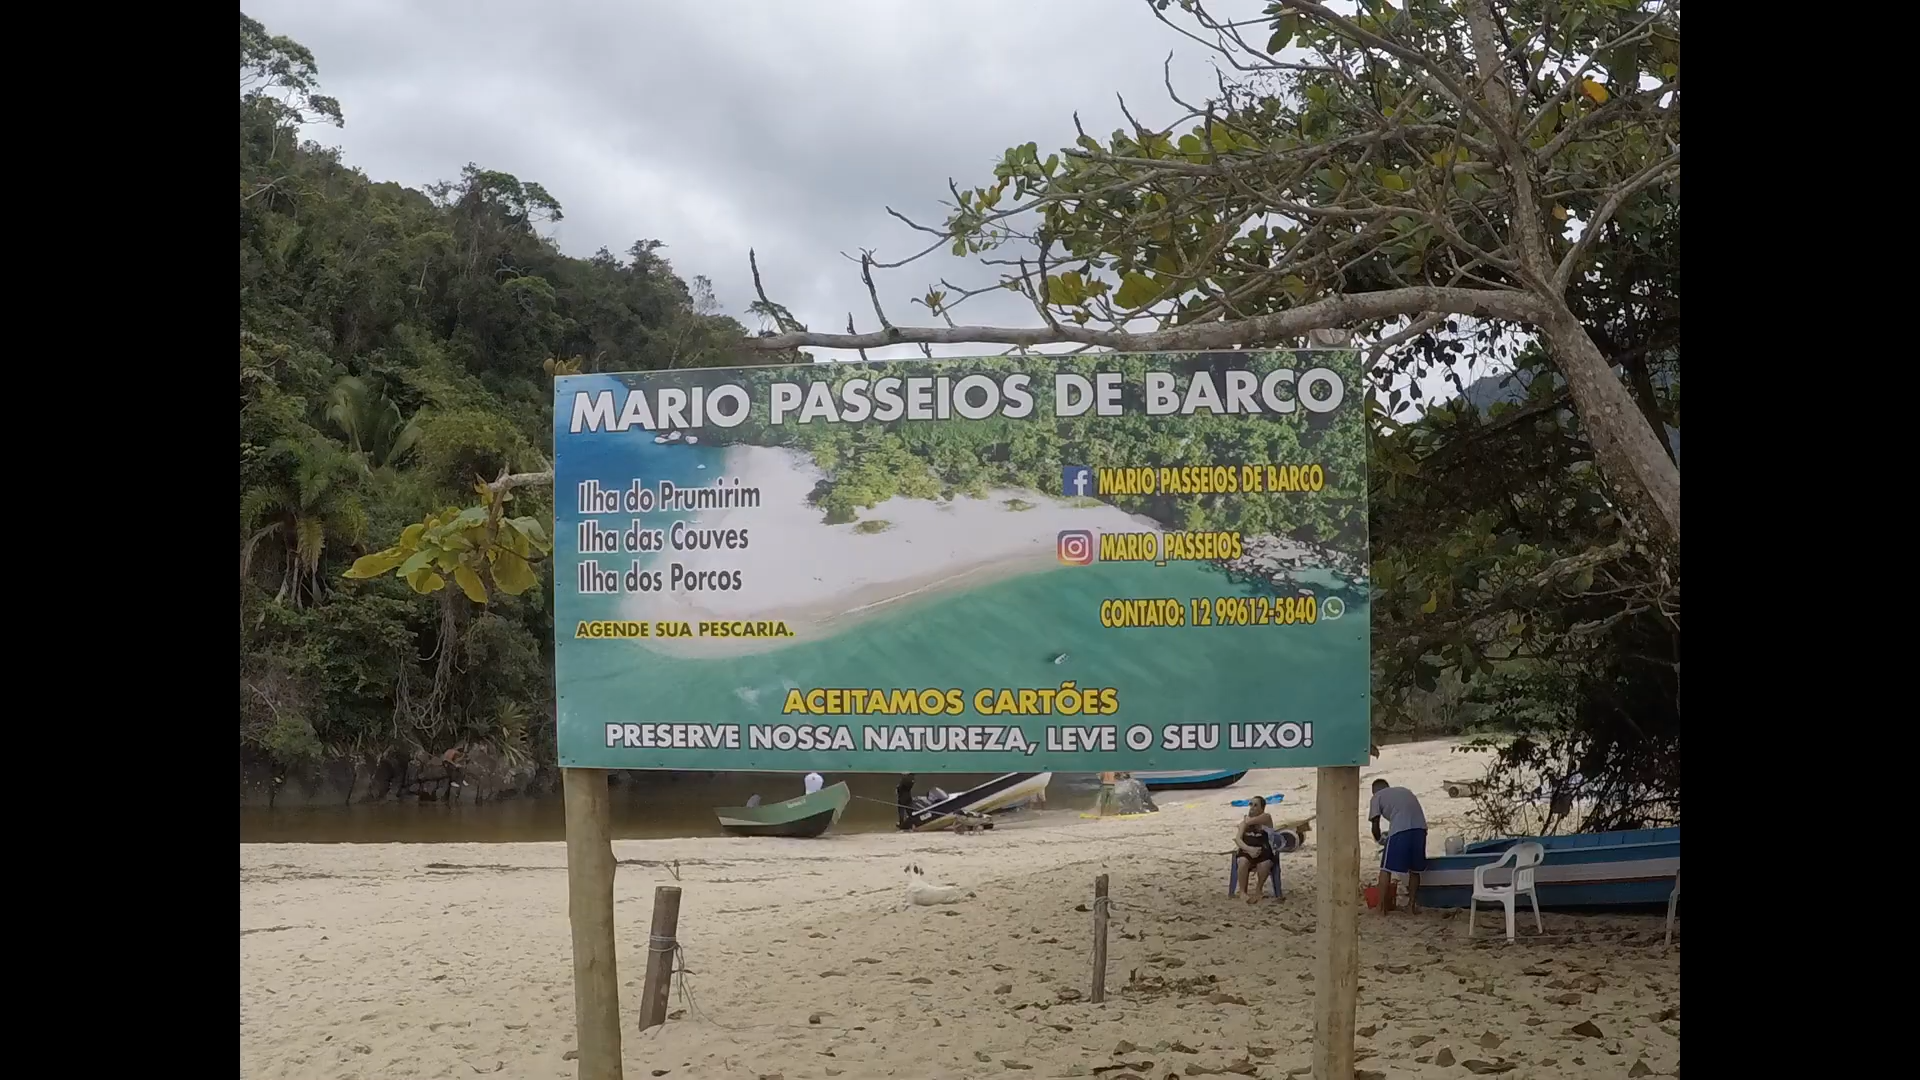 MARIO PASSEIOS DE BARCO
Ilha do Prumirim
Ilha das Couves
Ilha dos Porcos
AGENDE SUA PESCARIA.
MARIO PASSEIOS DE BARCO
MARIO_PASSEIOS
CONTATO: 12 99612-5840
ACEITAMOS CARTÕES
PRESERVE NOSSA NATUREZA, LEVE O SEU LIXO!